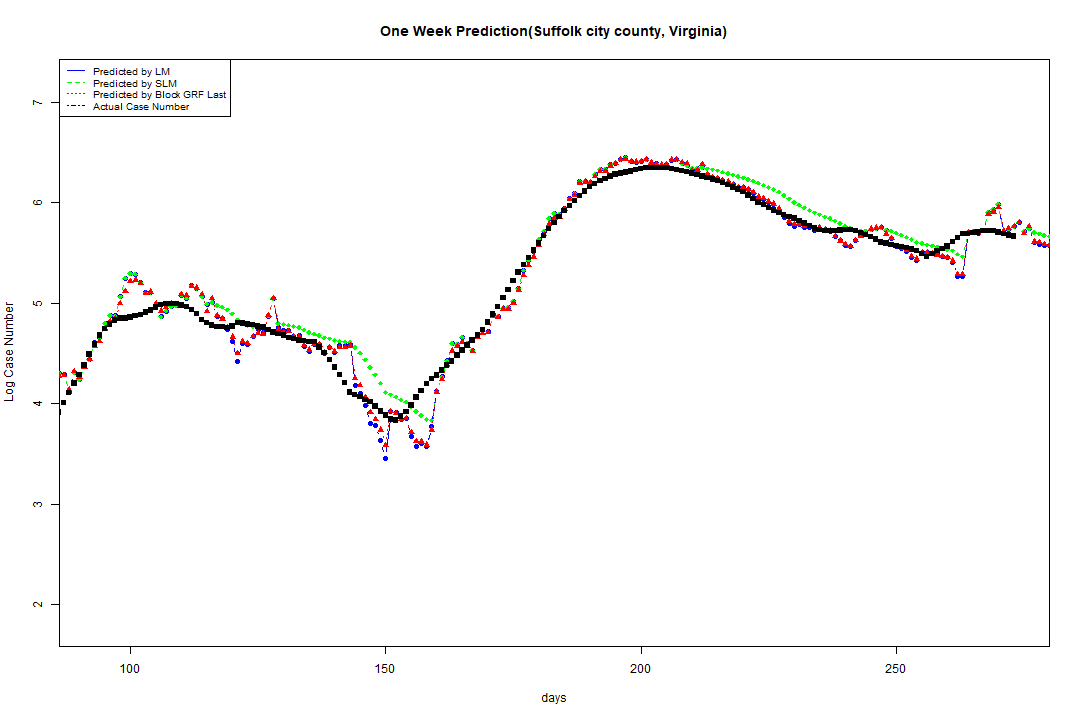 One Week Prediction(Suffolk city county, Virginia)
Predicted by LM
Predicted by SLM
Predicted by Block GRF Last
Actual Case Number
7
6
5
4
3
2
Log Case Number
100 150 200 250
days